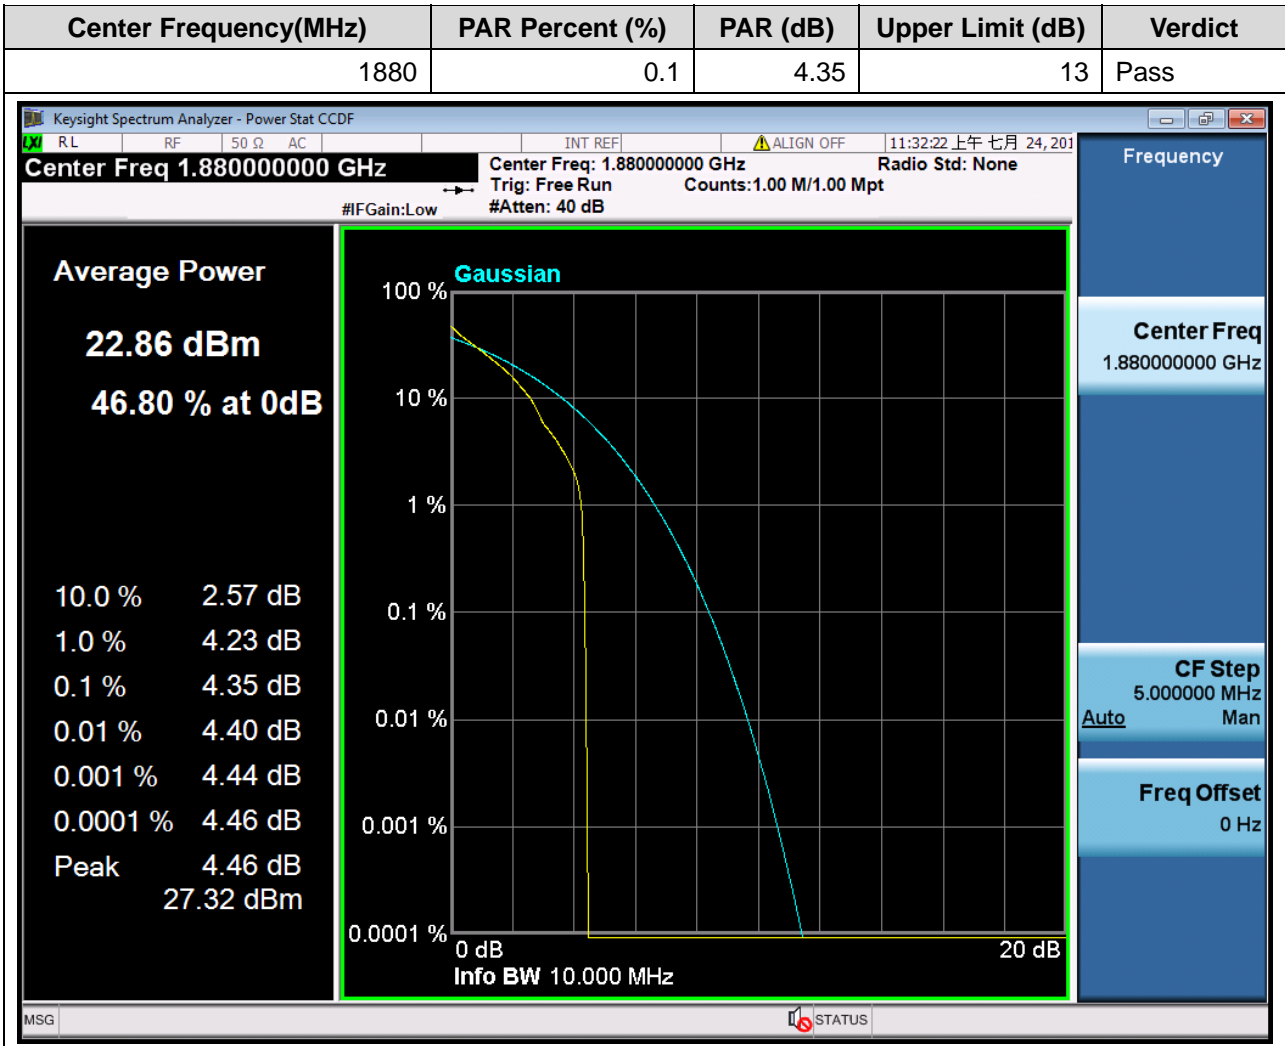 Center Frequency(MHz) PAR Percent (%) PAR (dB) Upper Limit (dB) Verdict
1880 0.1 4.35 13 Pass
Keysight Spectrum Analyzer - Power Stat CCDF
LXI RL RF 50 Ω AC INT REF ALIGN OFF 11:32:22 上午 七月 24, 201
Center Freq 1.880000000 GHz
Center Freq: 1.880000000 GHz Radio Std: None
Trig: Free Run Counts:1.00 M/1.00 Mpt
#IFGain:Low #Atten: 40 dB
Average Power
22.86 dBm
46.80 % at 0dB
10.0 % 2.57 dB
1.0 % 4.23 dB
0.1 % 4.35 dB
0.01 % 4.40 dB
0.001 % 4.44 dB
0.0001 % 4.46 dB
Peak 4.46 dB
27.32 dBm
Gaussian
100 %
10 %
1 %
0.1 %
0.01 %
0.001 %
0.0001 %
0 dB 20 dB
Info BW 10.000 MHz
Frequency
Center Freq
1.880000000 GHz
CF Step
5.000000 MHz
Auto Man
Freq Offset
0 Hz
MSG STATUS